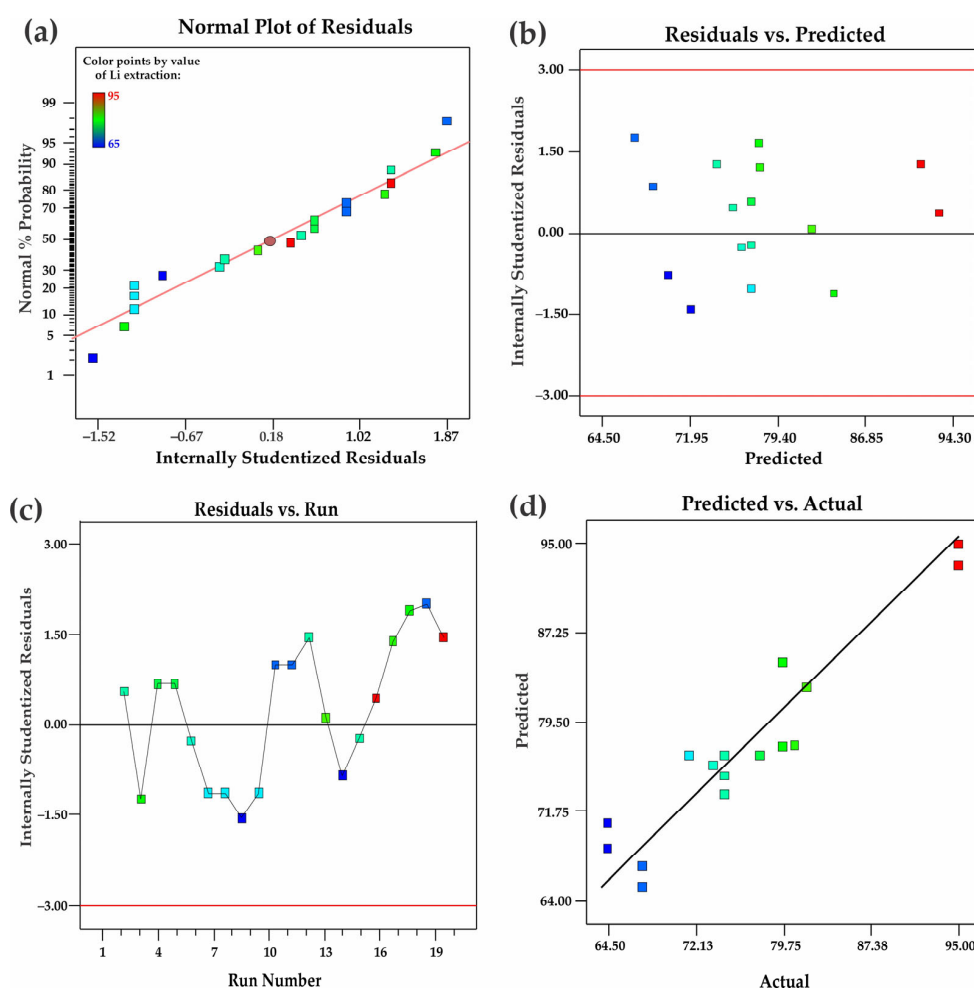 (a)
Normal Plot of Residuals
Color points by value
of Li extraction:
95
65
Normal % Probability
99
95
90
80
70
50
30
20
10
5
1
−1.52
−0.67
0.18
1.02
1.87
Internally Studentized Residuals
(b)
Residuals vs. Predicted
Internally Studentized Residuals
3.00
1.50
0.00
−1.50
−3.00
64.50
71.95
79.40
86.85
94.30
Predicted
(c)
Residuals vs. Run
Internally Studentized Residuals
3.00
1.50
0.00
−1.50
−3.00
1
4
7
9
13
16
19
Run Number
(d)
Predicted vs. Actual
Predicted
95.00
87.25
79.50
71.75
64.00
64.50
72.13
79.75
87.38
95.00
Actual